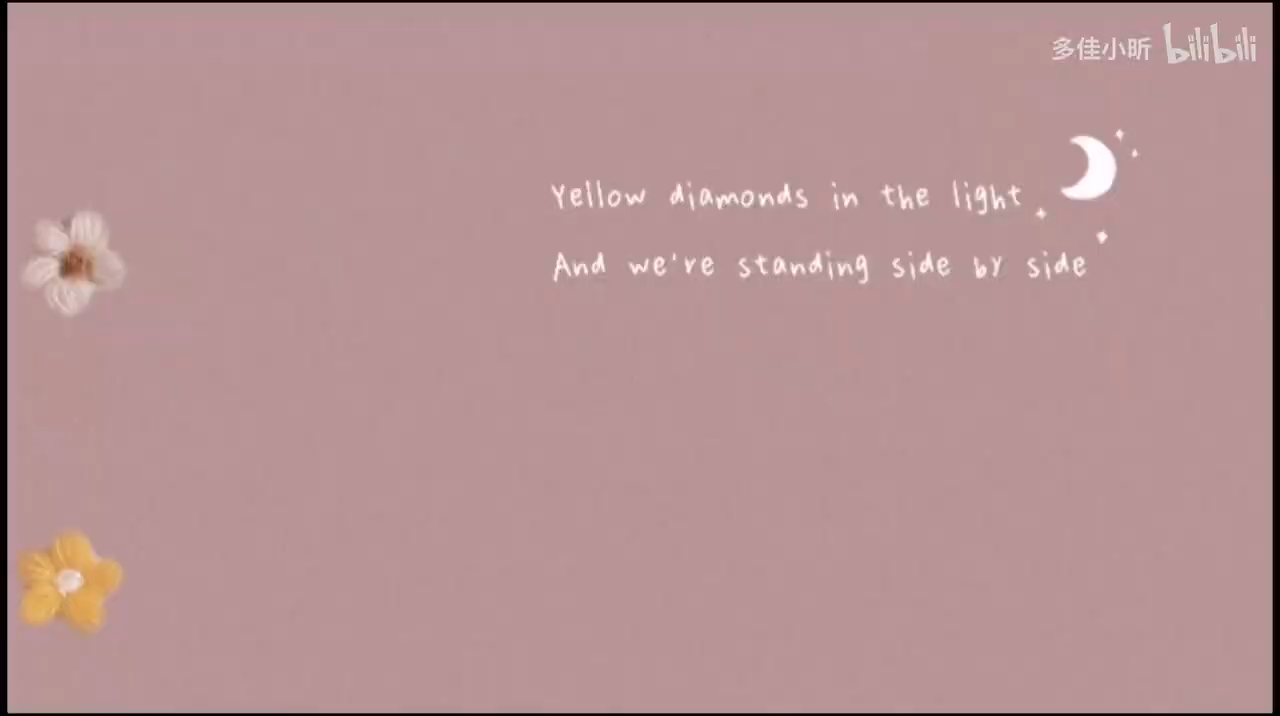 多佳小昕 bilibili
Yellow diamonds in the light
And we're standing side by side